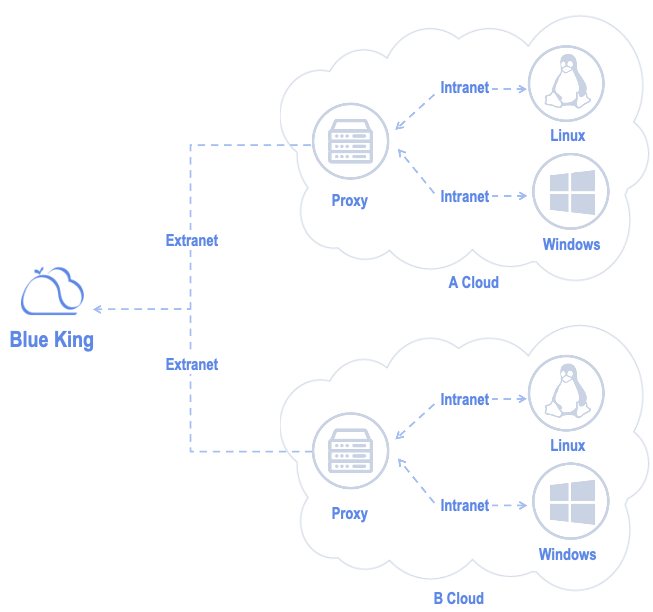 Intranet
Linux
Proxy
Intranet
Windows
Extranet
A Cloud
Blue King
Extranet
Intranet
Linux
Proxy
Intranet
Windows
B Cloud